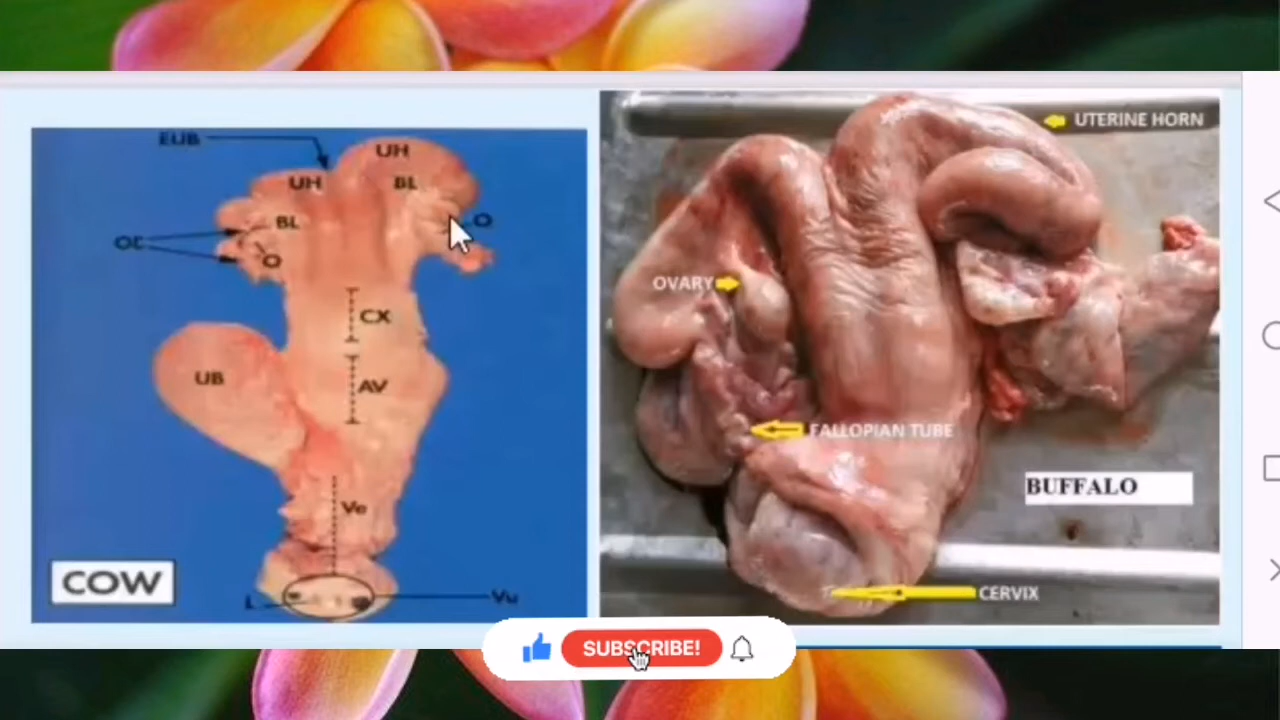 EUB
UH
UH
BL
BL
O
O
CX
UB
AV
Ve
COW
L
Vu
UTERINE HORN
OVARY
FALLOPIAN TUBE
BUFFALO
CERVIX
SUBSCRIBE!